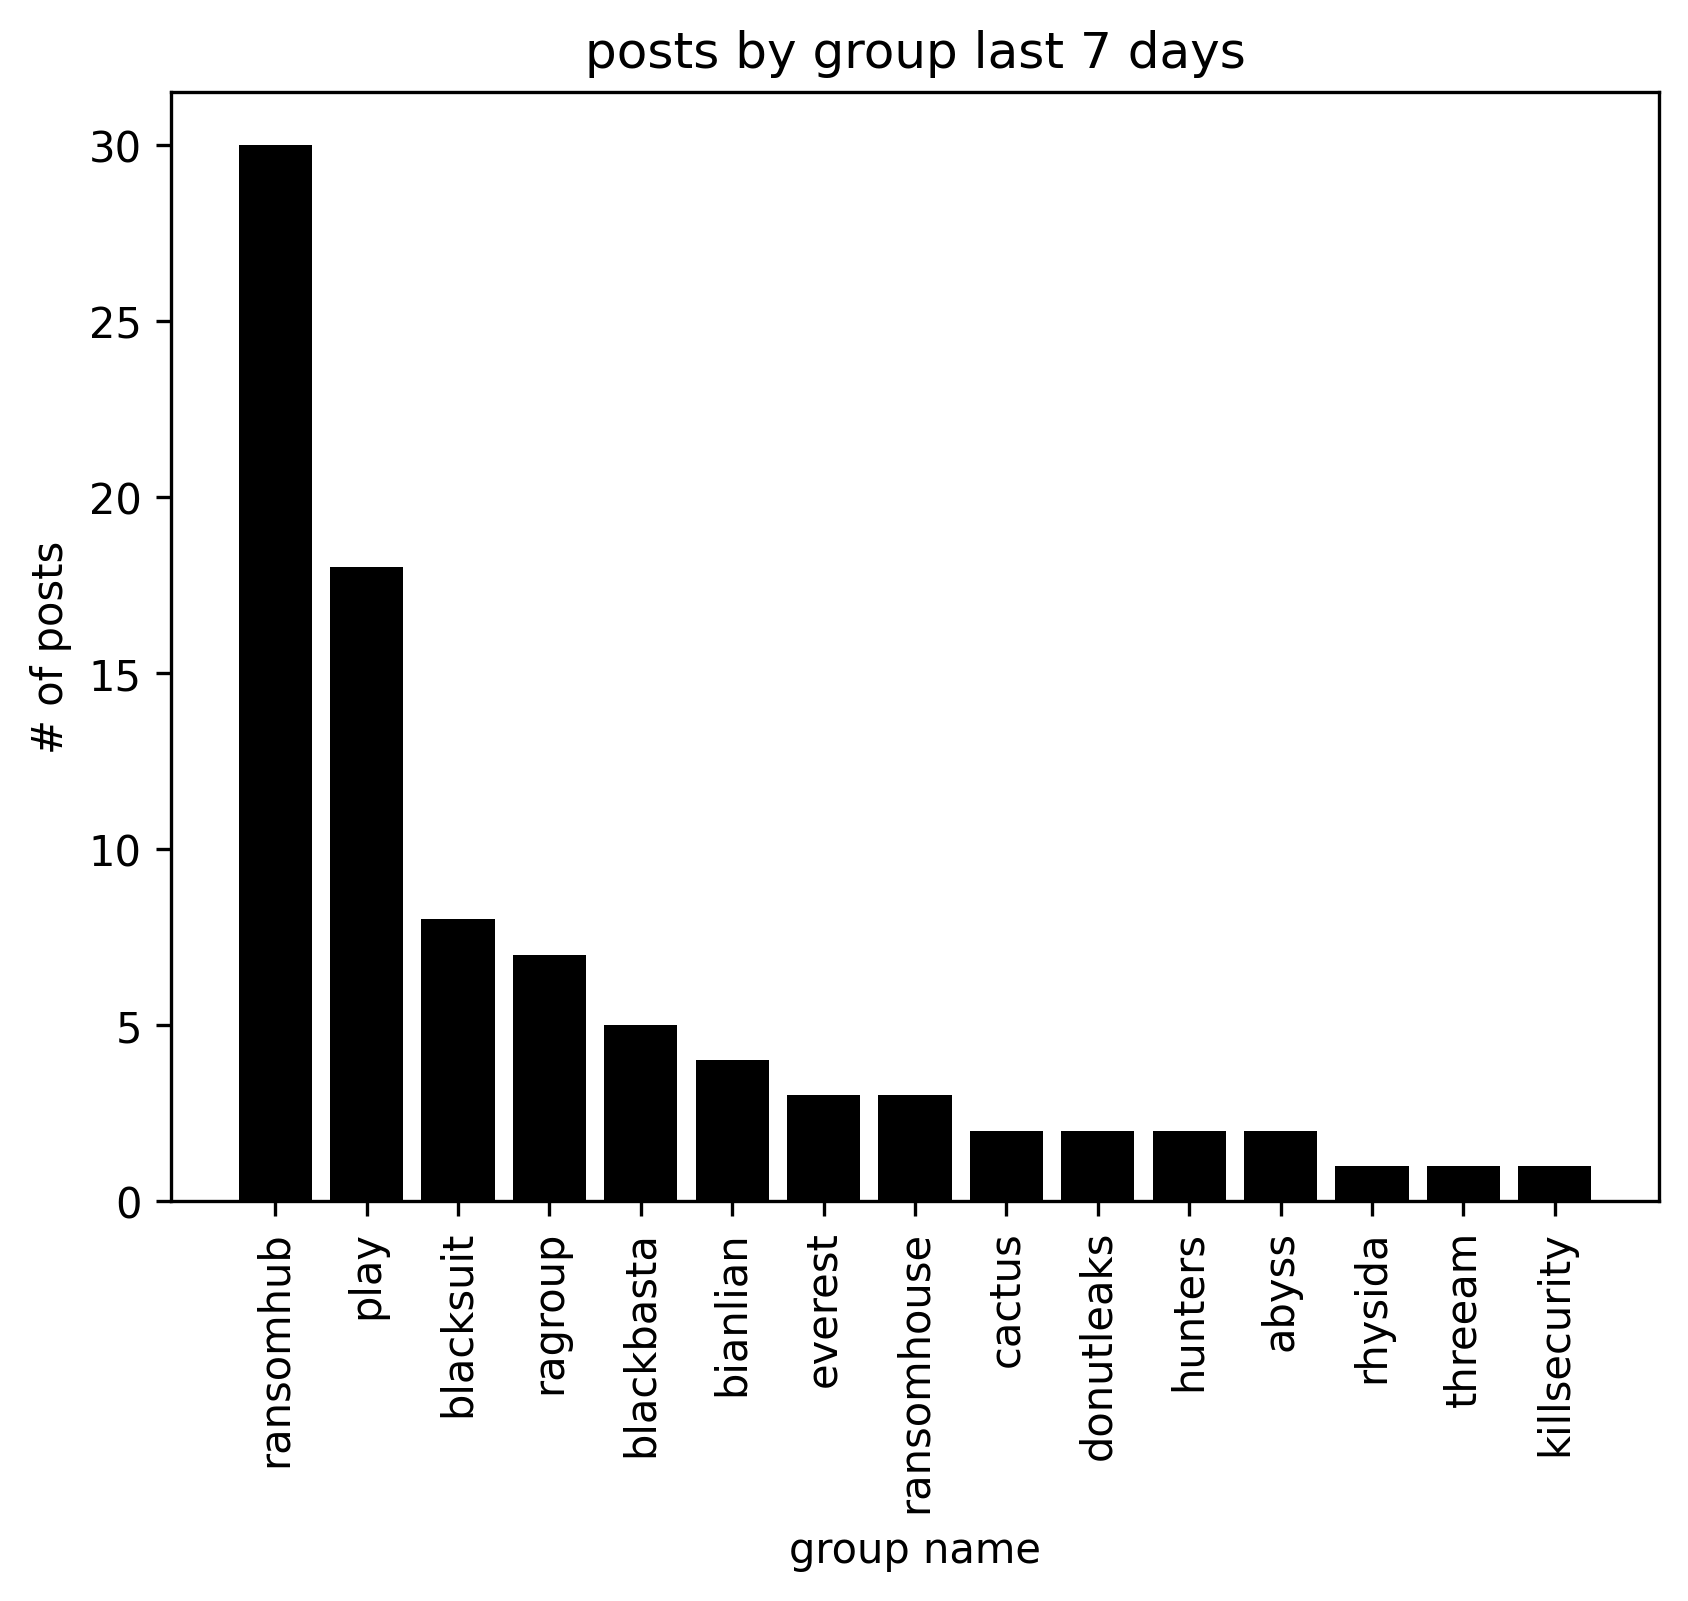 posts by group last 7 days
# of posts
30
25
20
15
10
5
0
ransomhub
play
blacksuit
ragroup
blackbasta
bianlian
everest
ransomhouse
cactus
donutleaks
hunters
abyss
rhysida
threeam
killsecurity
group name